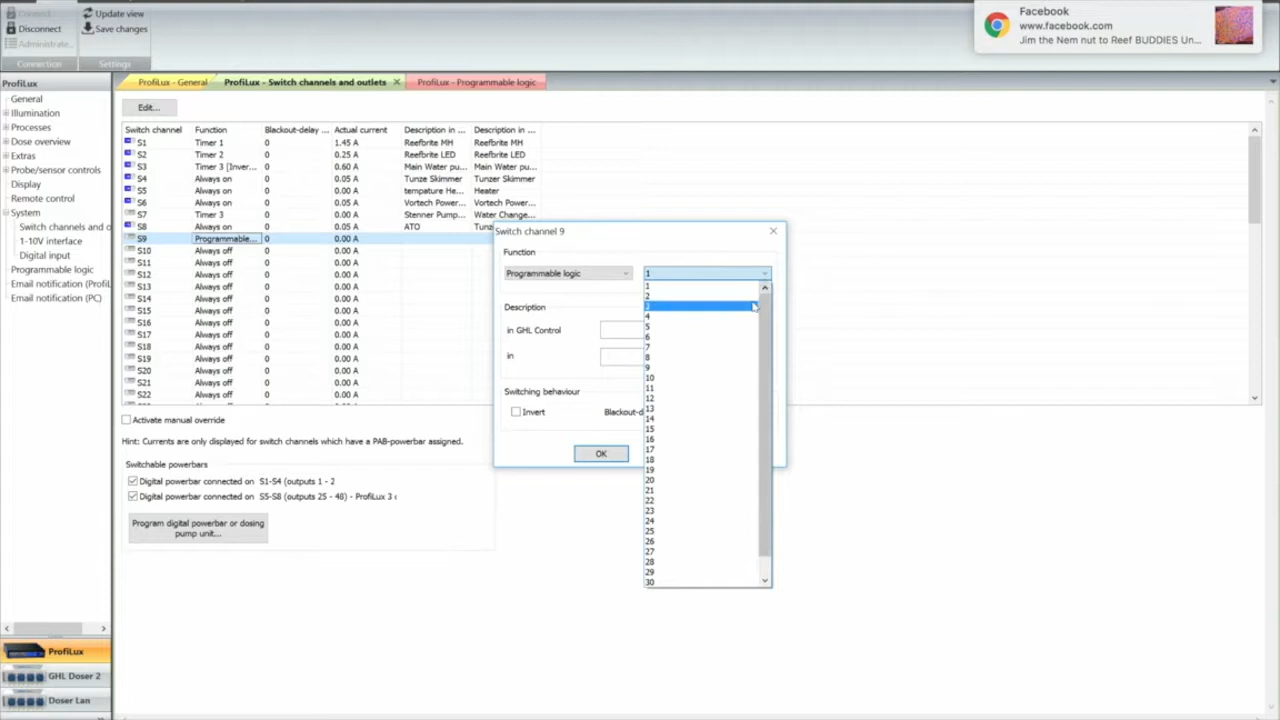 Connect
Update view
Disconnect
Save changes
Administrate...
Connection
Settings
Facebook
www.facebook.com
Jim the Nem nut to Reef BUDDIES Un...
ProfiLux
ProfiLux - General
ProfiLux - Switch channels and outlets
ProfiLux - Programmable logic
General
Illumination
Processes
Dose overview
Extras
Probe/sensor controls
Display
Remote control
System
Switch channels and o
1-10V interface
Digital input
Programmable logic
Email notification (Profil
Email notification (PC)
Edit...
Switch channel Function Blackout-delay ... Actual current Description in ... Description in ...
S1 Timer 1 0 1.45 A Reefbrite MH Reefbrite MH
S2 Timer 2 0 0.25 A Reefbrite LED Reefbrite LED
S3 Timer 3 [Inver... 0 0.60 A Main Water pu... Main Water pu...
S4 Always on 0 0.05 A Tunze Skimmer Tunzer Skimmer
S5 Always on 0 0.00 A tempature He... Heater
S6 Always on 0 0.05 A Vortech Power... Vortech Power...
S7 Timer 3 0 0.00 A Stenner Pump... Water Change...
S8 Always on 0 0.05 A ATO Tunz
S9 Programmable... 0 0.00 A
S10 Always off 0 0.00 A
S11 Always off 0 0.00 A
S12 Always off 0 0.00 A
S13 Always off 0 0.00 A
S14 Always off 0 0.00 A
S15 Always off 0 0.00 A
S16 Always off 0 0.00 A
S17 Always off 0 0.00 A
S18 Always off 0 0.00 A
S19 Always off 0 0.00 A
S20 Always off 0 0.00 A
S21 Always off 0 0.00 A
S22 Always off 0 0.00 A
Activate manual override
Hint: Currents are only displayed for switch channels which have a PAB-powerbar assigned.
Switchable powerbars
Digital powerbar connected on S1-S4 (outputs 1 - 2
Digital powerbar connected on S5-S8 (outputs 25 - 48) - ProfiLux 3
Program digital powerbar or dosing
pump unit...
Switch channel 9
Function
Programmable logic
1
Description
in GHL Control
in
Switching behaviour
Invert
Blackout-d
OK
1
2
3
4
5
6
7
8
9
10
11
12
13
14
15
16
17
18
19
20
21
22
23
24
25
26
27
28
29
30
ProfiLux
GHL Doser 2
Doser Lan